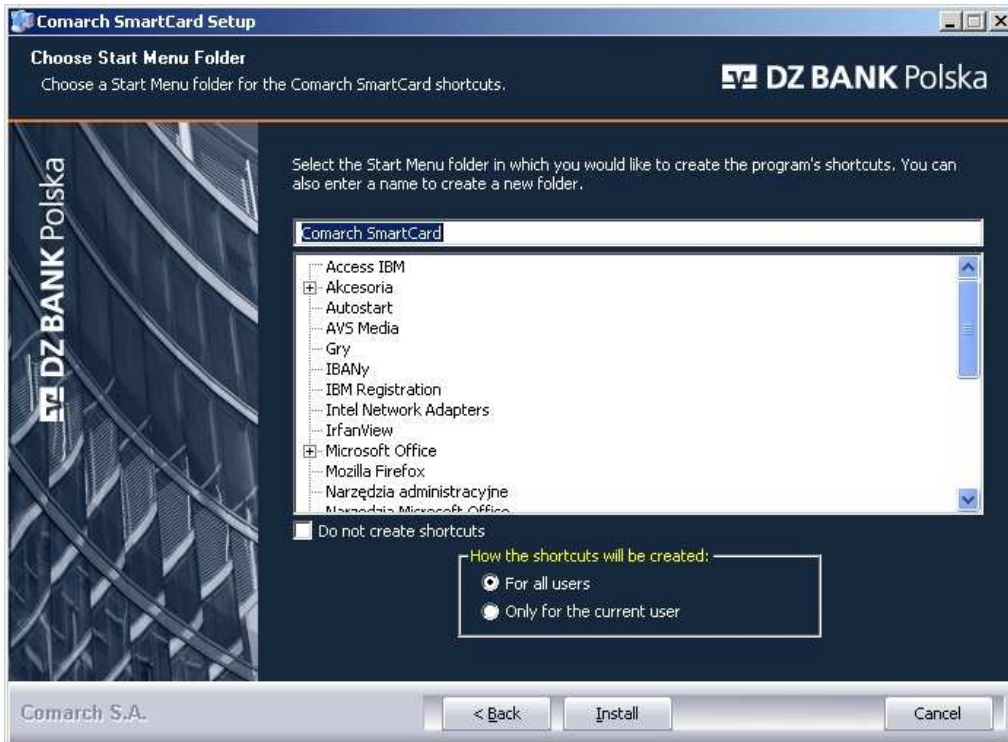 Comarch SmartCard Setup
Choose Start Menu Folder
Choose a Start Menu folder for the Comarch SmartCard shortcuts.
DZ BANK Polska
DZ BANK Polska
Select the Start Menu folder in which you would like to create the program's shortcuts. You can
also enter a name to create a new folder.
Comarch SmartCard
Access IBM
Akcesoria
Autostart
AVS Media
Gry
IBANy
IBM Registration
Intel Network Adapters
IrfanView
Microsoft Office
Mozilla Firefox
Narzędzia administracyjne
Narzędzia Microsoft Office
Do not create shortcuts
How the shortcuts will be created:
For all users
Only for the current user
Comarch S.A.
< Back
Install
Cancel